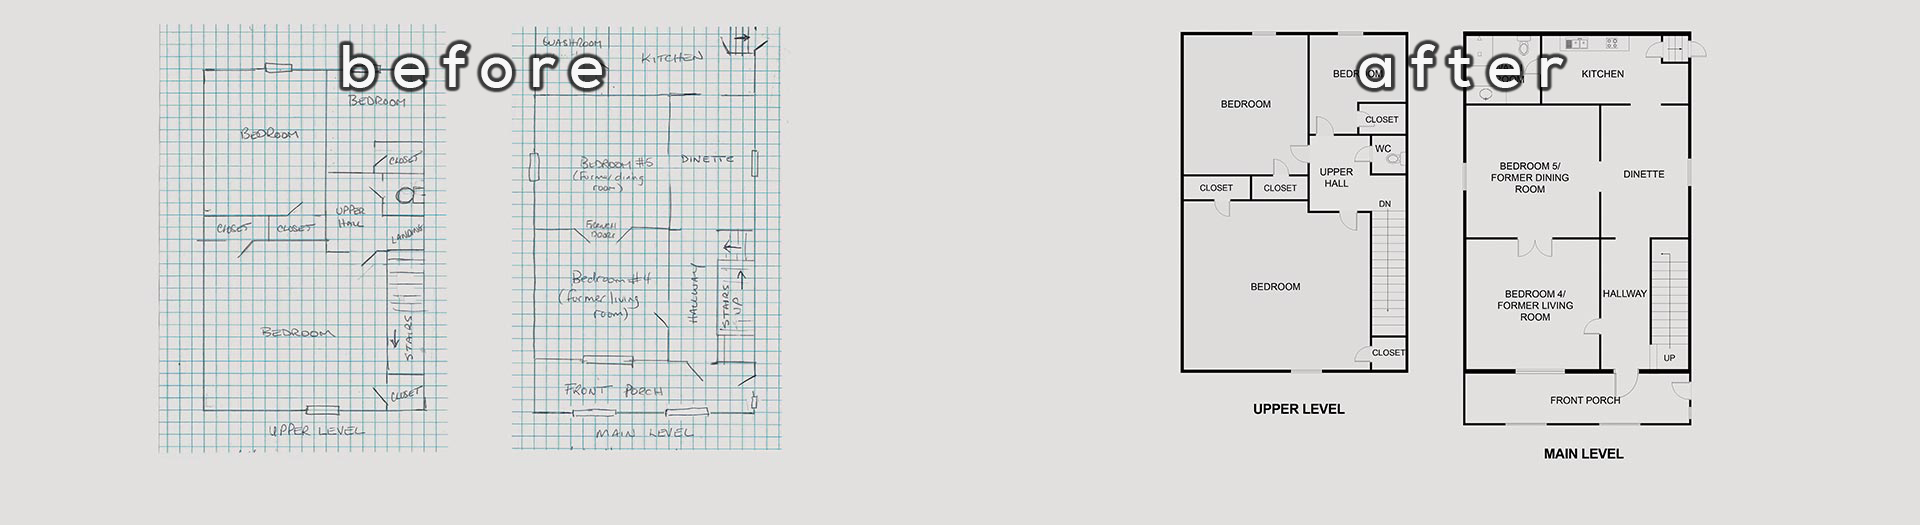 before
BEDROOM
BEDROOM
CLOSET
UPPER
HALL
CLOSET
CLOSET
LANDING
BEDROOM
STAIRS
CLOSET
UPPER LEVEL
WASHROOM
KITCHEN
BEDROOM #5
(former dining
room)
DINETTE
FRENCH
DOORS
Bedroom #4
(former living
room)
HALLWAY
STAIRS
UP
FRONT PORCH
MAIN LEVEL
after
BEDROOM
BEDROOM
CLOSET
WC
CLOSET
CLOSET
UPPER
HALL
DN
BEDROOM
CLOSET
UPPER LEVEL
KITCHEN
BEDROOM 5/
FORMER DINING
ROOM
DINETTE
BEDROOM 4/
FORMER LIVING
ROOM
HALLWAY
UP
FRONT PORCH
MAIN LEVEL